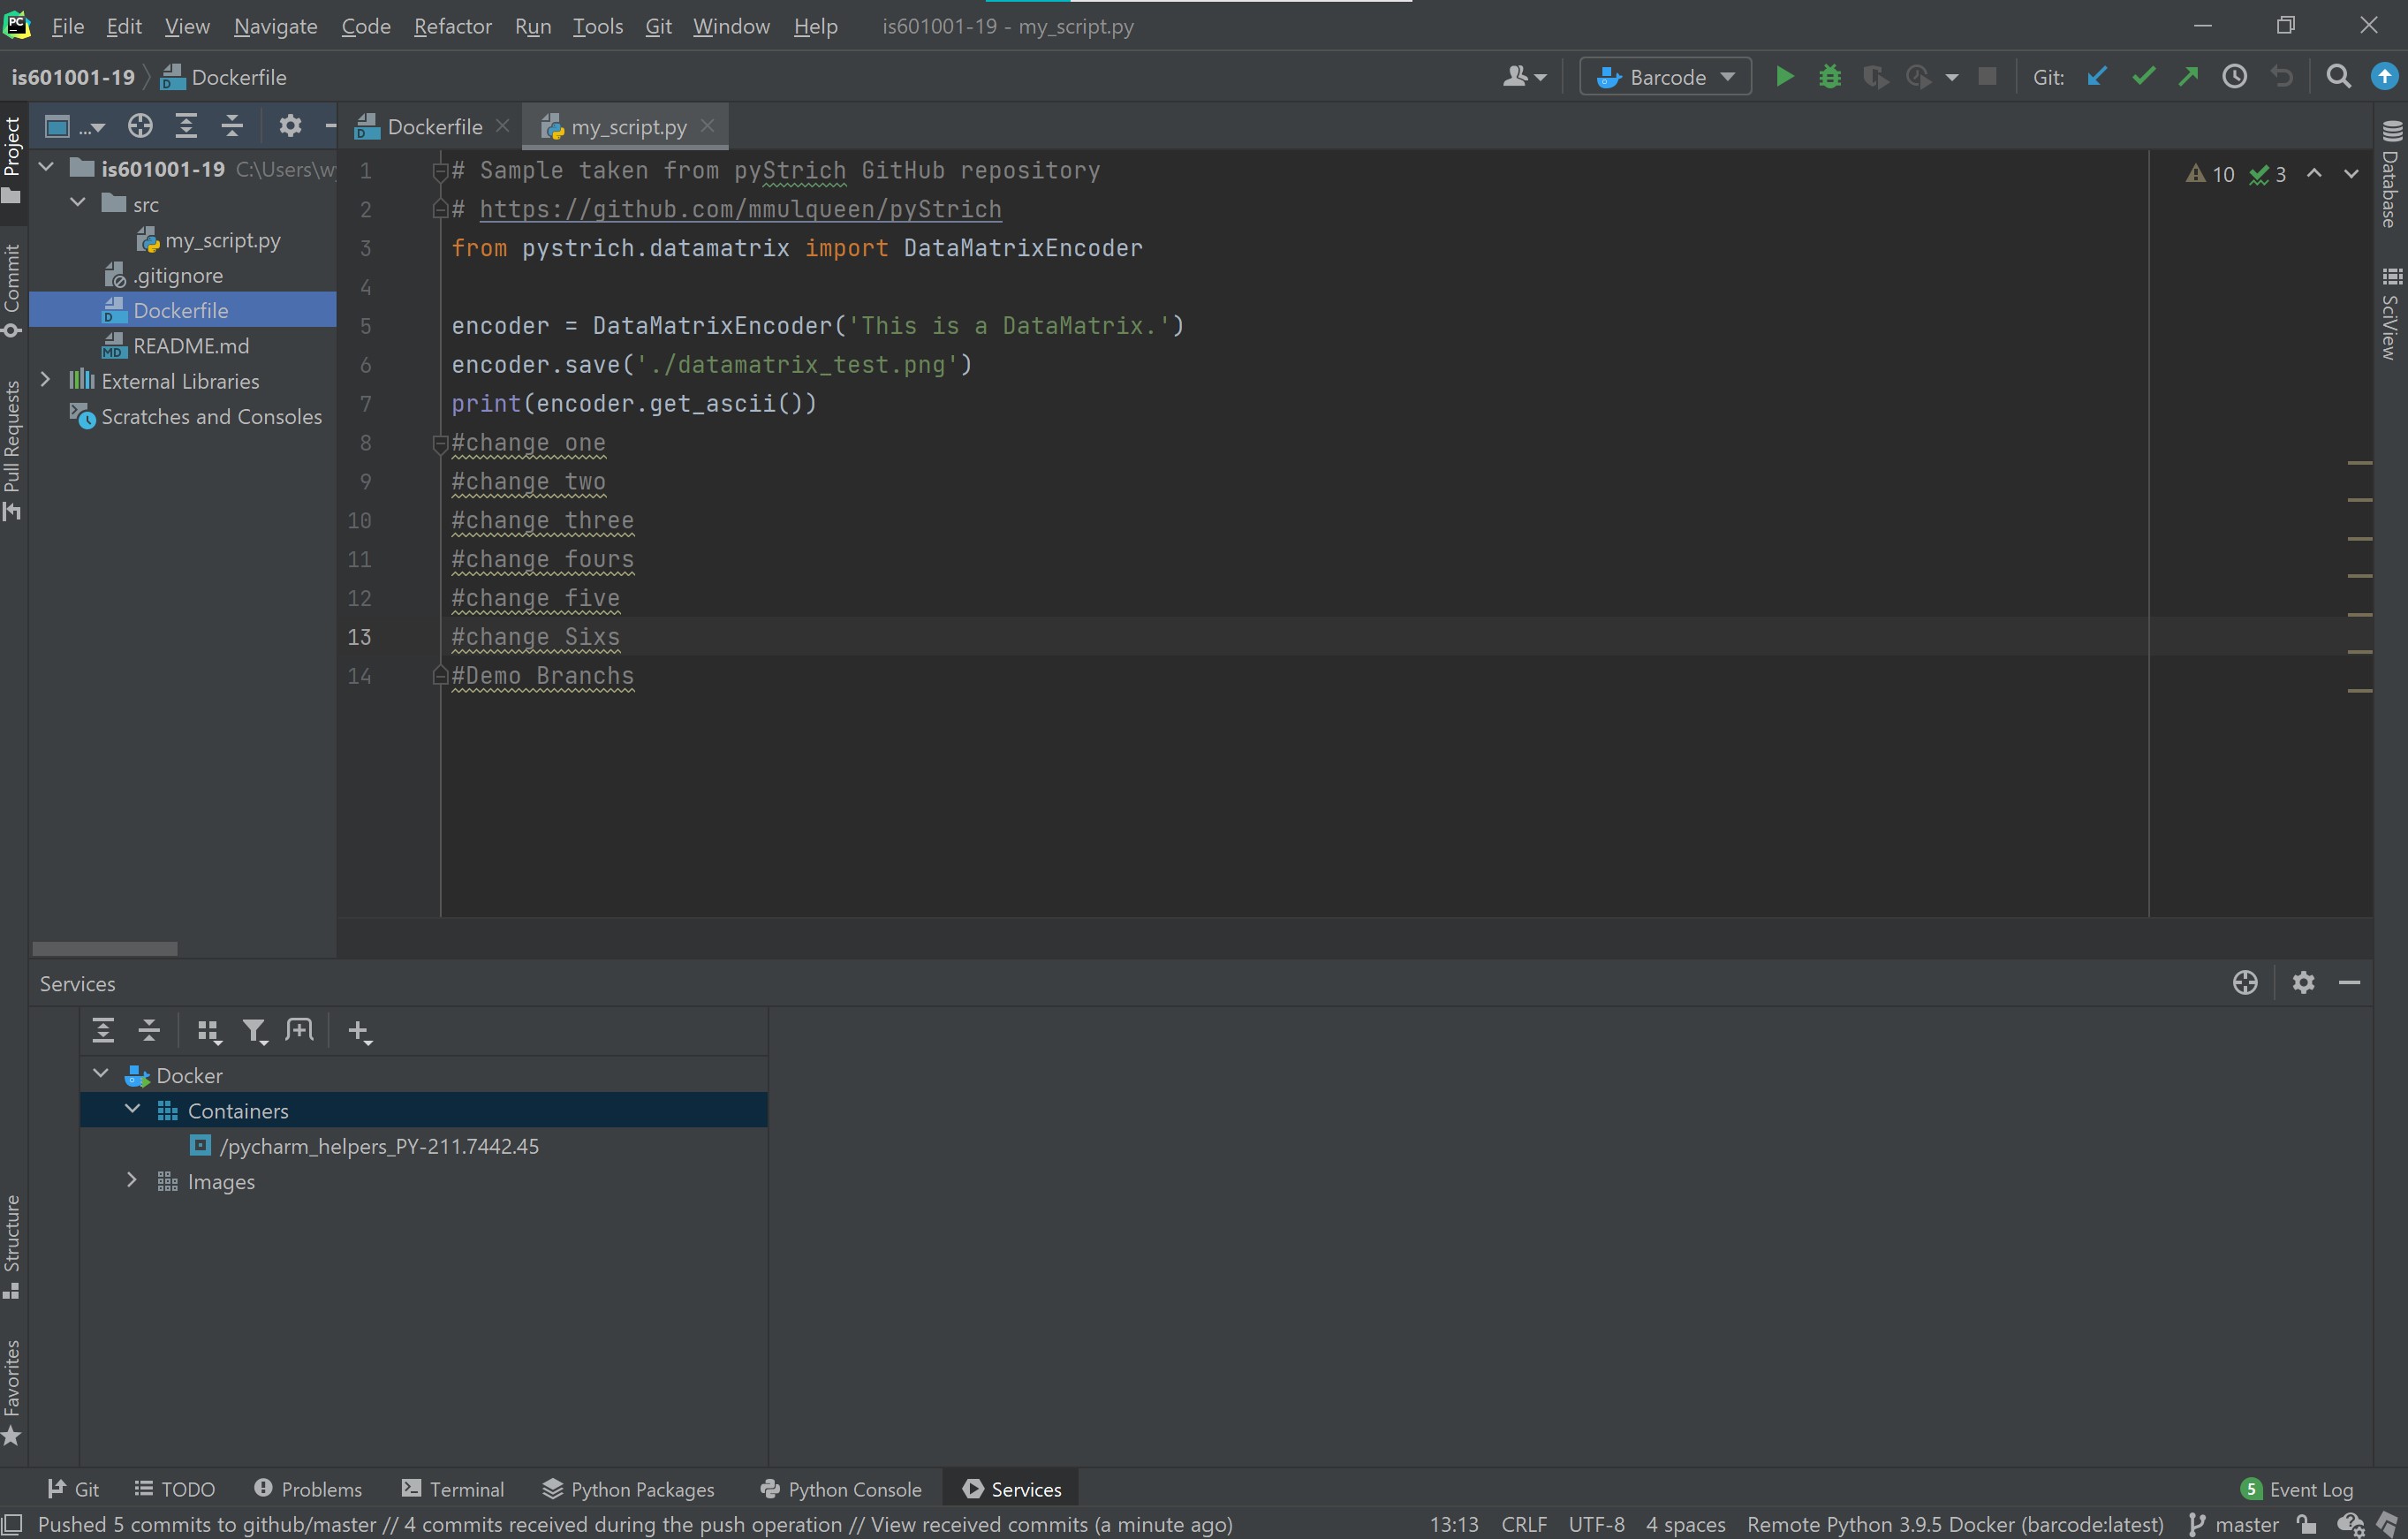 PC File Edit View Navigate Code Refactor Run Tools Git Window Help is601001-19 - my_script.py
is601001-19 Dockerfile Barcode Git:
Project
Commit
Pull Requests
Structure
Favorites
...
is601001-19 C:\Users\w
src
my_script.py
.gitignore
Dockerfile
README.md
External Libraries
Scratches and Consoles
Dockerfile my_script.py
1 # Sample taken from pyStrich GitHub repository
2 # https://github.com/mmulqueen/pyStrich
3 from pystrich.datamatrix import DataMatrixEncoder
4
5 encoder = DataMatrixEncoder('This is a DataMatrix.')
6 encoder.save('./datamatrix_test.png')
7 print(encoder.get_ascii())
8 #change one
9 #change two
10 #change three
11 #change fours
12 #change five
13 #change Sixs
14 #Demo Branchs
10 3
Database
SciView
Services
Docker
Containers
/pycharm_helpers_PY-211.7442.45
Images
Git TODO Problems Terminal Python Packages Python Console Services 5 Event Log
Pushed 5 commits to github/master // 4 commits received during the push operation // View received commits (a minute ago) 13:13 CRLF UTF-8 4 spaces Remote Python 3.9.5 Docker (barcode:latest) master